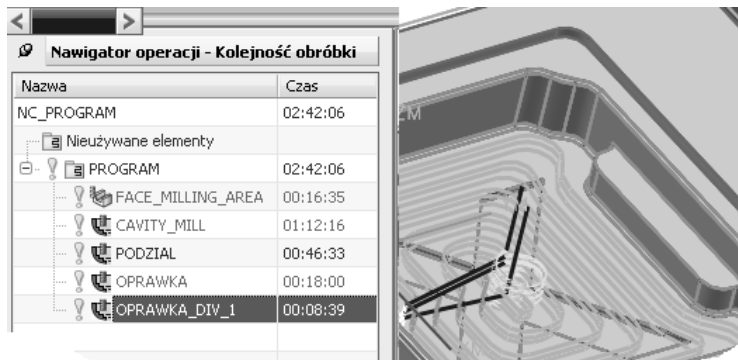 Nawigator operacji - Kolejność obróbki
Nazwa Czas
NC_PROGRAM 02:42:06
Nieużywane elementy
PROGRAM 02:42:06
FACE_MILLING_AREA 00:16:35
CAVITY_MILL 01:12:16
PODZIAL 00:46:33
OPRAWKA 00:18:00
OPRAWKA_DIV_1 00:08:39